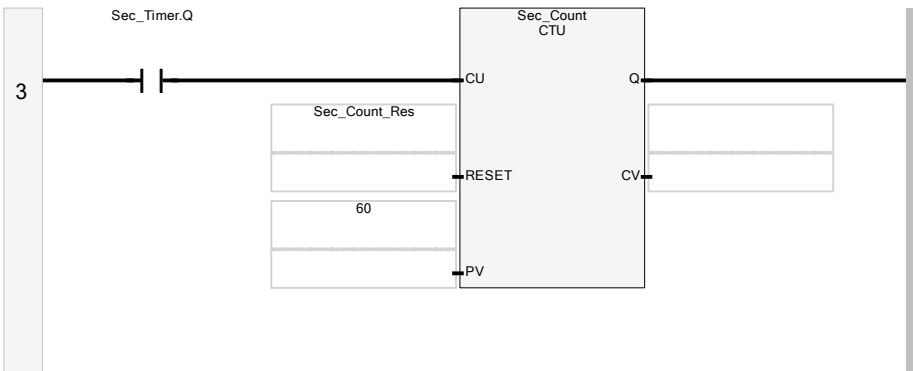 Sec_Timer.Q
Sec_Count
CTU
3
CU
Q
Sec_Count_Res
RESET
CV
60
PV